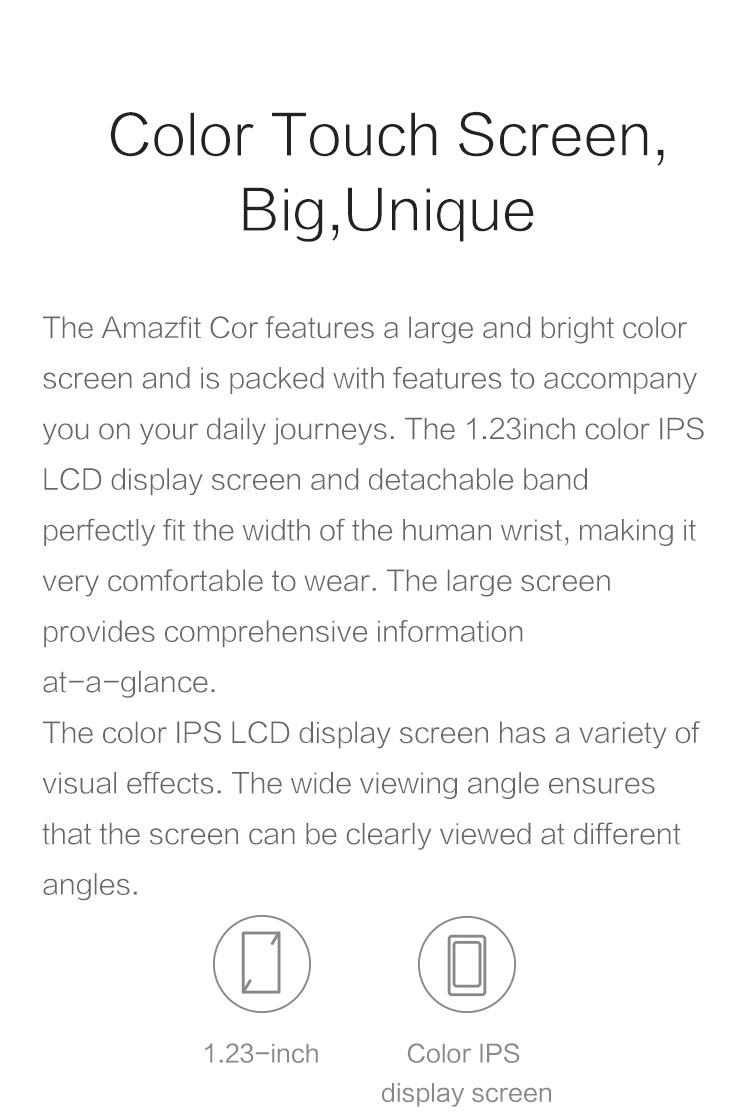 Color Touch Screen,
Big,Unique
The Amazfit Cor features a large and bright color
screen and is packed with features to accompany
you on your daily journeys. The 1.23inch color IPS
LCD display screen and detachable band
perfectly fit the width of the human wrist, making it
very comfortable to wear. The large screen
provides comprehensive information
at-a-glance.
The color IPS LCD display screen has a variety of
visual effects. The wide viewing angle ensures
that the screen can be clearly viewed at different
angles.
1.23-inch
Color IPS
display screen